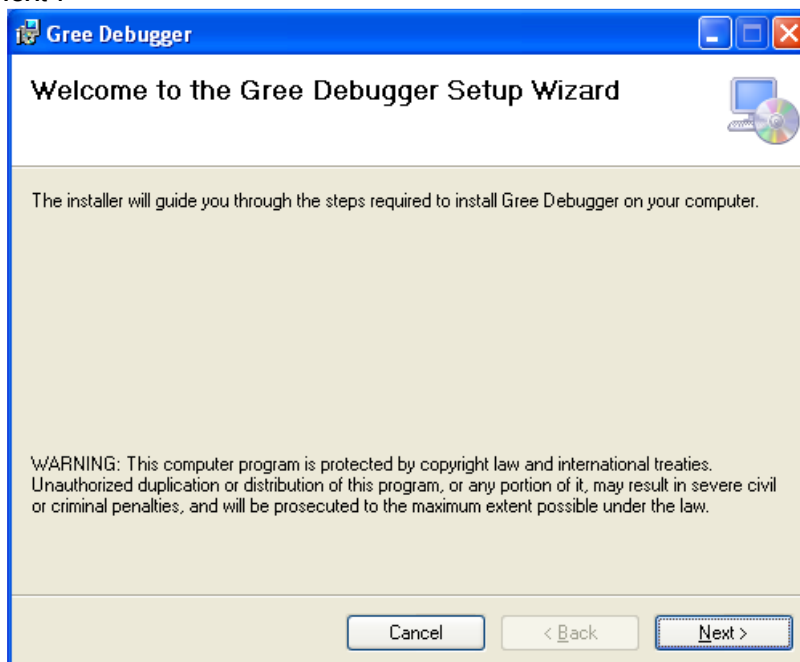 Gree Debugger
Welcome to the Gree Debugger Setup Wizard
The installer will guide you through the steps required to install Gree Debugger on your computer.
WARNING: This computer program is protected by copyright law and international treaties.
Unauthorized duplication or distribution of this program, or any portion of it, may result in severe civil
or criminal penalties, and will be prosecuted to the maximum extent possible under the law.
Cancel
< Back
Next >